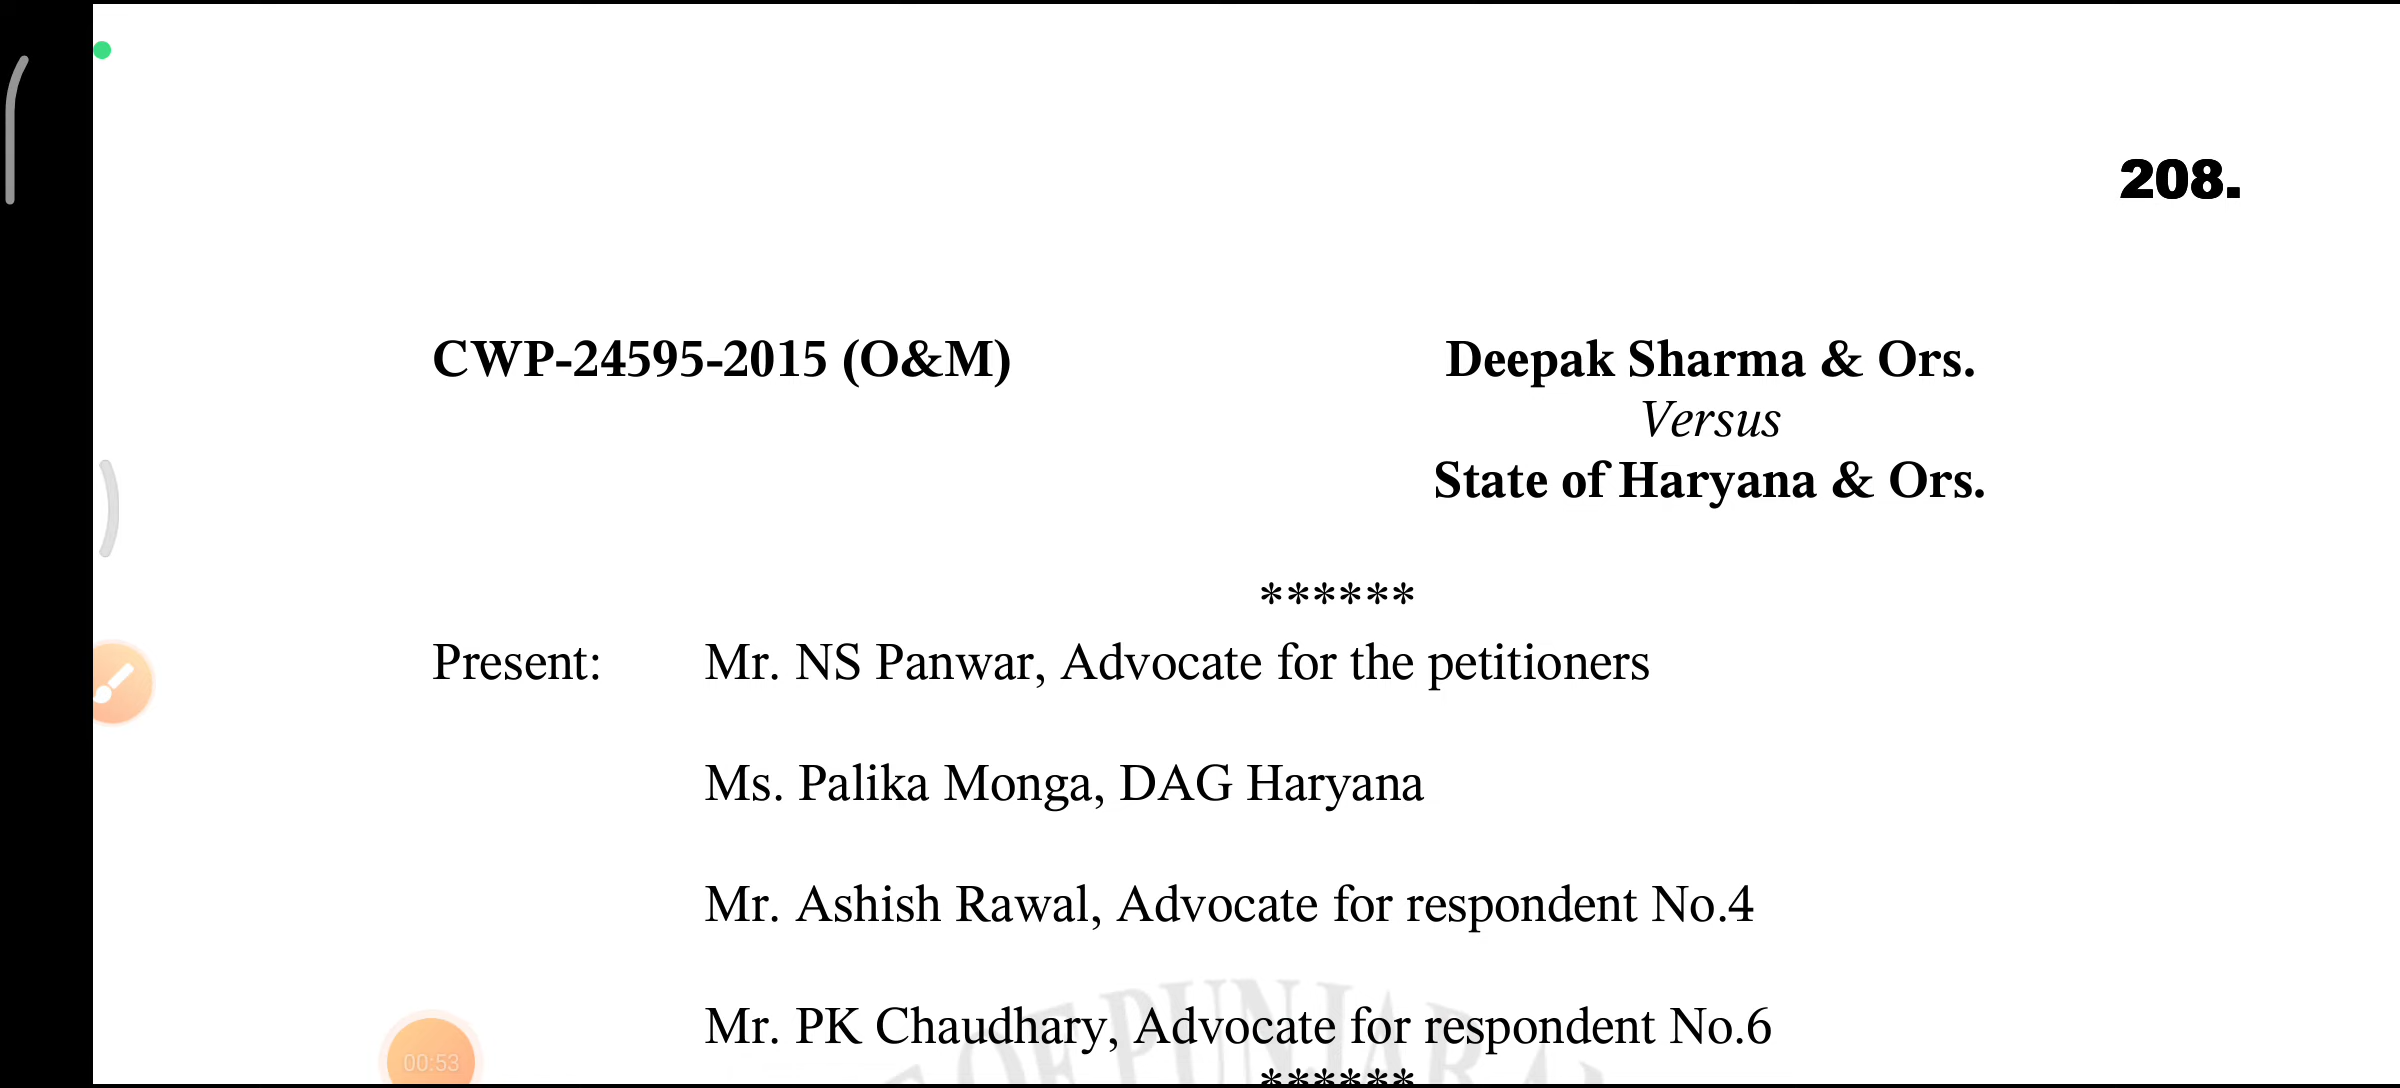 208.
CWP-24595-2015 (O&M)
Deepak Sharma & Ors.
Versus
State of Haryana & Ors.
******
Present: Mr. NS Panwar, Advocate for the petitioners
Ms. Palika Monga, DAG Haryana
Mr. Ashish Rawal, Advocate for respondent No.4
Mr. PK Chaudhary, Advocate for respondent No.6
OF PUNJAB
00:53
******